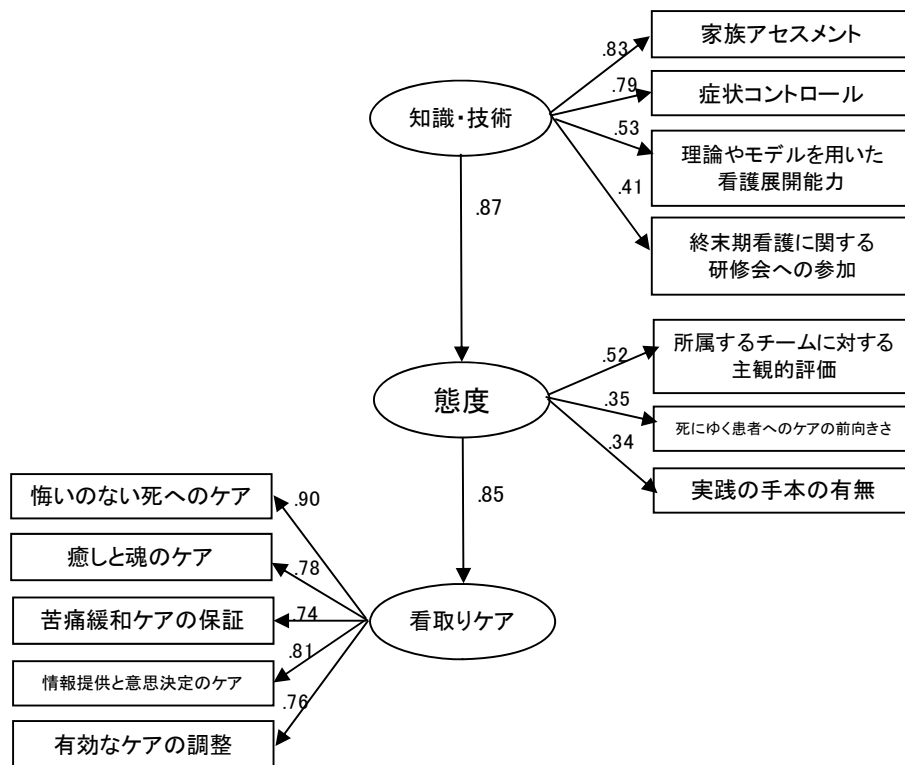 家族アセスメント
.83
.79
症状コントロール
知識・技術
.53
理論やモデルを用いた
看護展開能力
.41
終末期看護に関する
研修会への参加
.87
所属するチームに対する
主観的評価
.52
態度
.35
死にゆく患者へのケアの前向きさ
.34
実践の手本の有無
.85
悔いのない死へのケア
.90
癒しと魂のケア
.78
苦痛緩和ケアの保証
.74
看取りケア
.81
情報提供と意思決定のケア
.76
有効なケアの調整